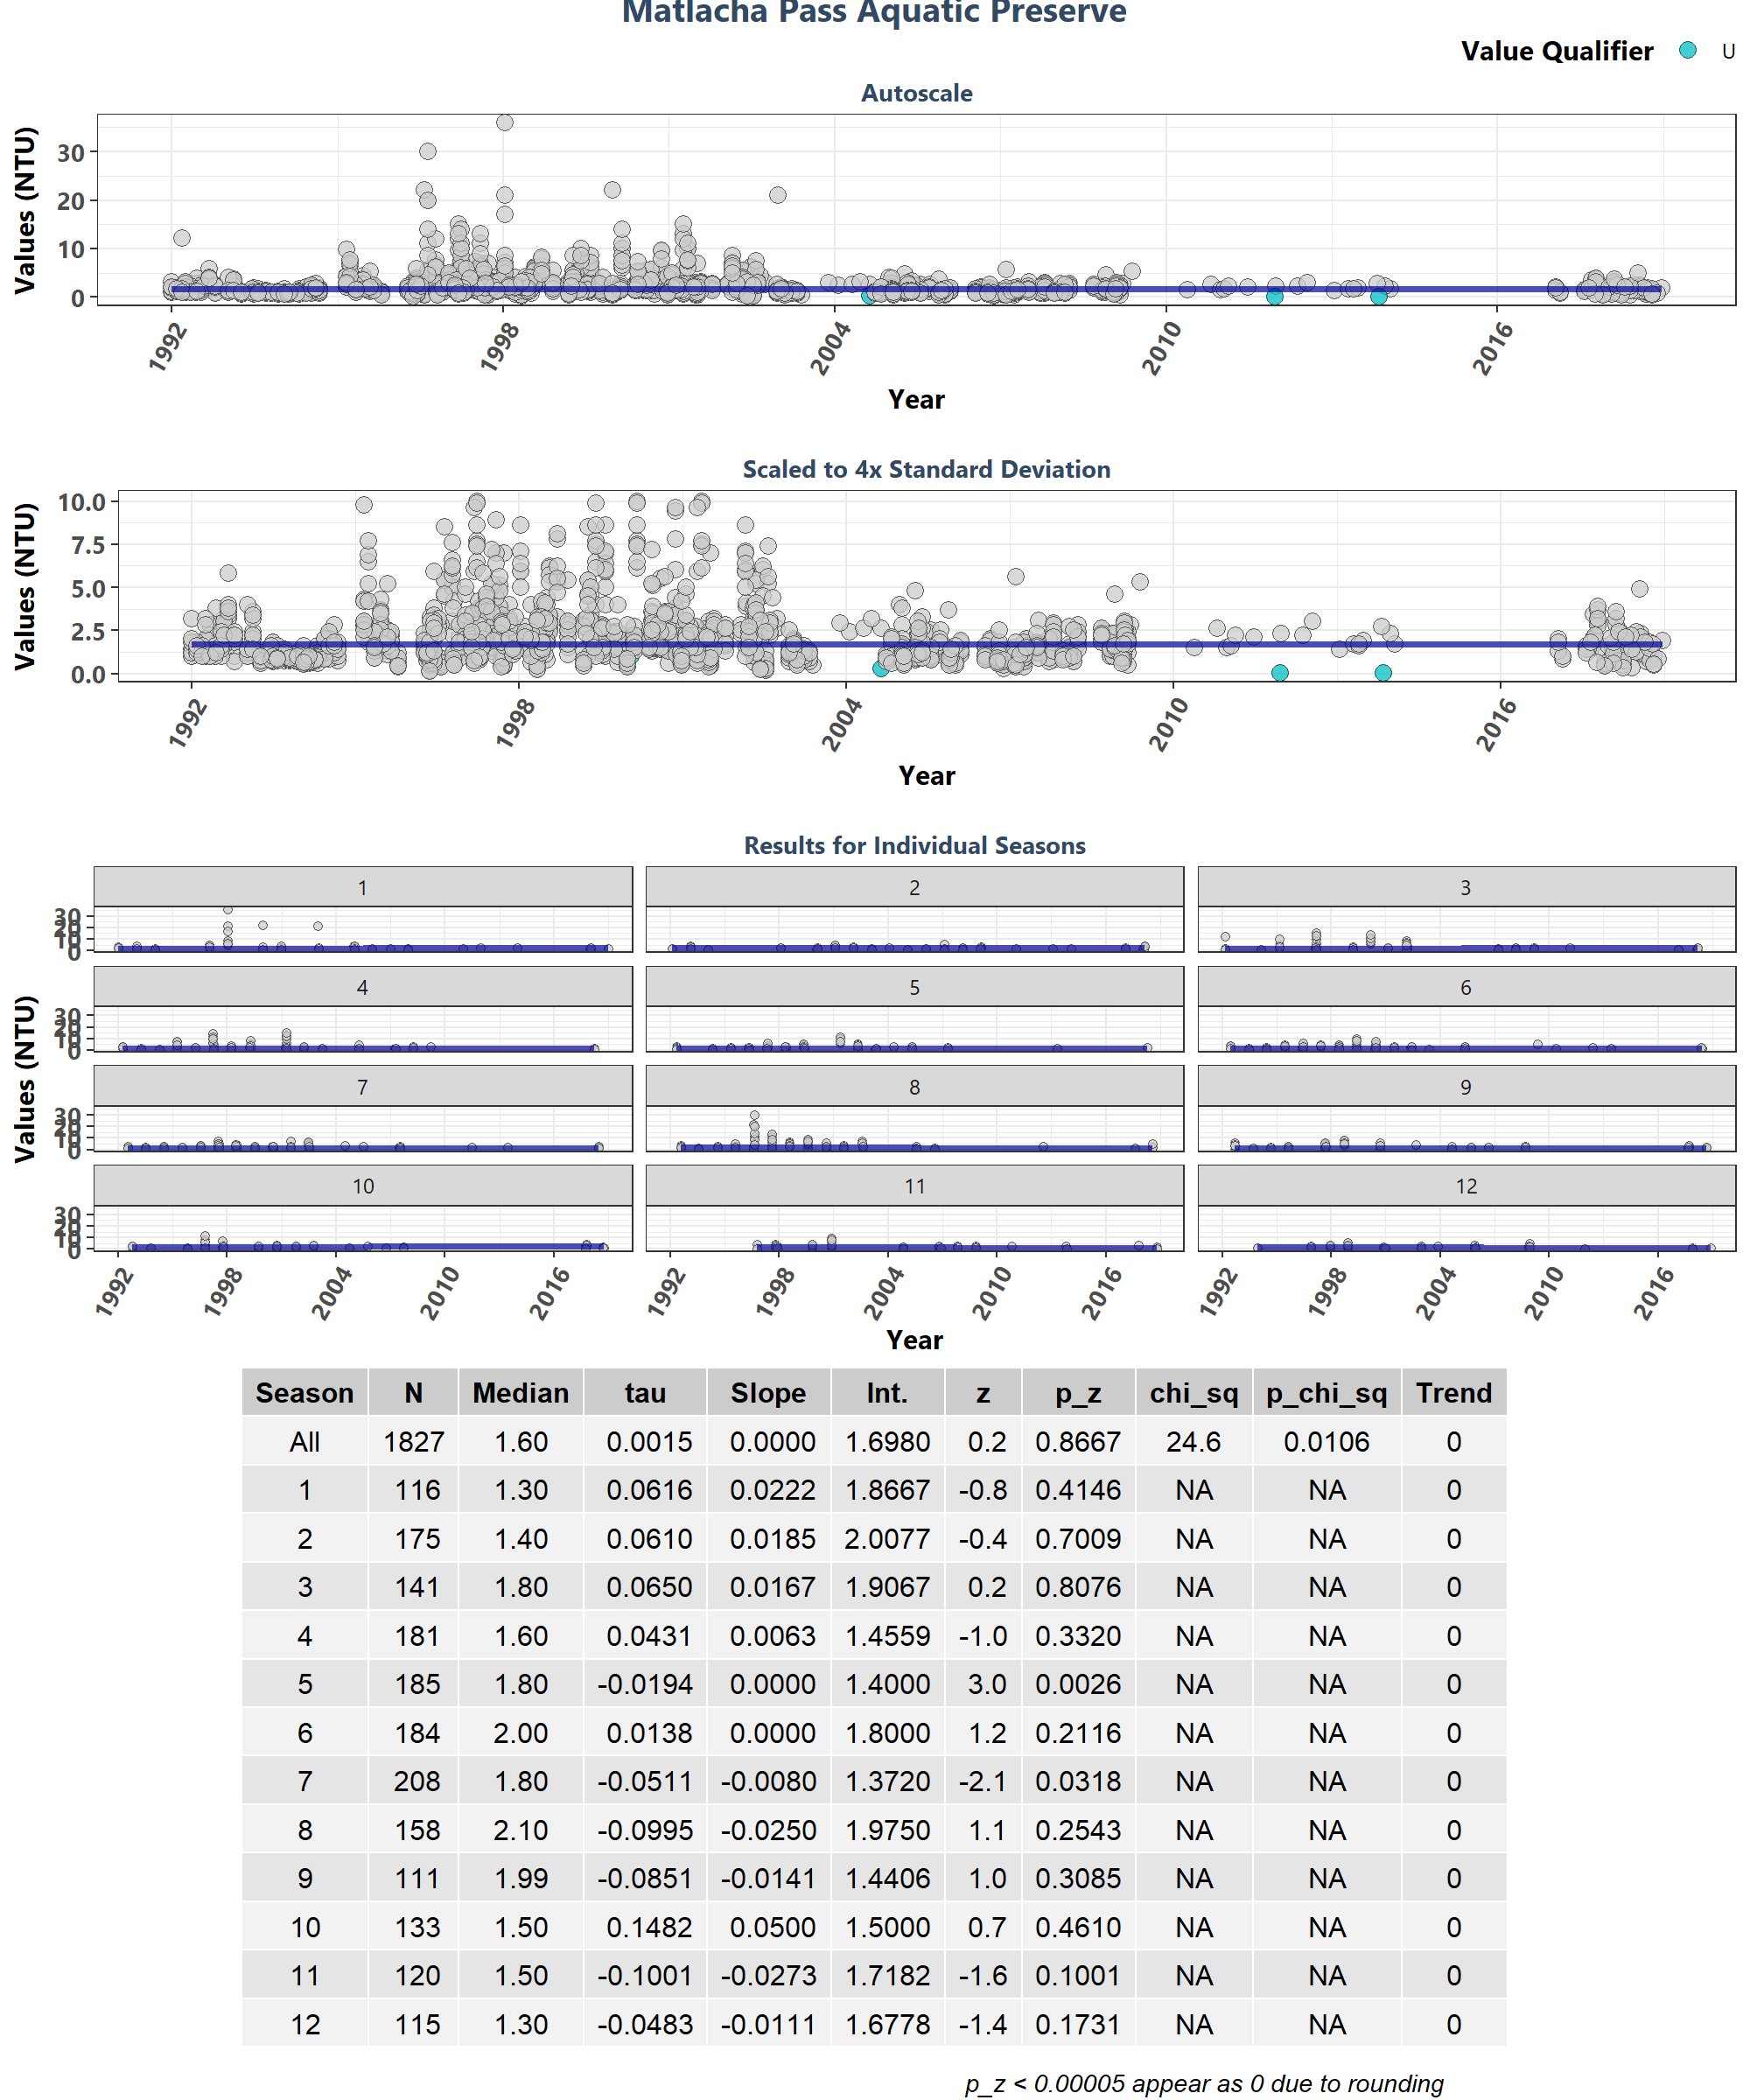 Matlacha Pass Aquatic Preserve
Value Qualifier U
Autoscale
Values (NTU)
30
20
10
0
1992 1998 2004 2010 2016
Year
Scaled to 4x Standard Deviation
Values (NTU)
10.0
7.5
5.0
2.5
0.0
1992 1998 2004 2010 2016
Year
Results for Individual Seasons
Values (NTU)
1 2 3
30
20
10
0
4 5 6
30
20
10
0
7 8 9
30
20
10
0
10 11 12
30
20
10
0
1992 1998 2004 2010 2016 1992 1998 2004 2010 2016 1992 1998 2004 2010 2016
Year
Season N Median tau Slope Int. z p_z chi_sq p_chi_sq Trend
All 1827 1.60 0.0015 0.0000 1.6980 0.2 0.8667 24.6 0.0106 0
1 116 1.30 0.0616 0.0222 1.8667 -0.8 0.4146 NA NA 0
2 175 1.40 0.0610 0.0185 2.0077 -0.4 0.7009 NA NA 0
3 141 1.80 0.0650 0.0167 1.9067 0.2 0.8076 NA NA 0
4 181 1.60 0.0431 0.0063 1.4559 -1.0 0.3320 NA NA 0
5 185 1.80 -0.0194 0.0000 1.4000 3.0 0.0026 NA NA 0
6 184 2.00 0.0138 0.0000 1.8000 1.2 0.2116 NA NA 0
7 208 1.80 -0.0511 -0.0080 1.3720 -2.1 0.0318 NA NA 0
8 158 2.10 -0.0995 -0.0250 1.9750 1.1 0.2543 NA NA 0
9 111 1.99 -0.0851 -0.0141 1.4406 1.0 0.3085 NA NA 0
10 133 1.50 0.1482 0.0500 1.5000 0.7 0.4610 NA NA 0
11 120 1.50 -0.1001 -0.0273 1.7182 -1.6 0.1001 NA NA 0
12 115 1.30 -0.0483 -0.0111 1.6778 -1.4 0.1731 NA NA 0
p_z < 0.00005 appear as 0 due to rounding